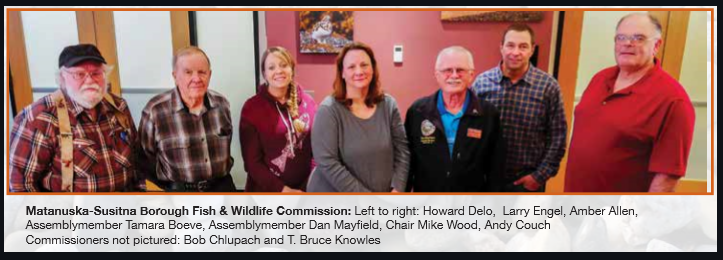 Matanuska-Susitna Borough Fish & Wildlife Commission: Left to right: Howard Delo, Larry Engel, Amber Allen,
Assemblymember Tamara Boeve, Assemblymember Dan Mayfield, Chair Mike Wood, Andy Couch
Commissioners not pictured: Bob Chlupach and T. Bruce Knowles